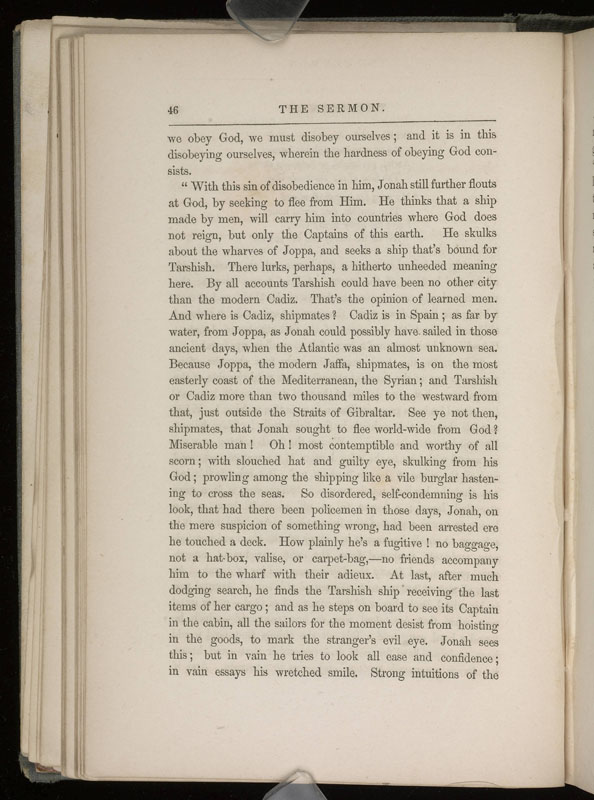 46 THE SERMON.
we obey God, we must disobey ourselves; and it is in this
disobeying ourselves, wherein the hardness of obeying God con-
sists.
“ With this sin of disobedience in him, Jonah still further flouts
at God, by seeking to flee from Him. He thinks that a ship
made by men, will carry him into countries where God does
not reign, but only the Captains of this earth. He skulks
about the wharves of Joppa, and seeks a ship that's bound for
Tarshish. There lurks, perhaps, a hitherto unheeded meaning
here. By all accounts Tarshish could have been no other city
than the modern Cadiz. That's the opinion of learned men.
And where is Cadiz, shipmates? Cadiz is in Spain; as far by
water, from Joppa, as Jonah could possibly have sailed in those
ancient days, when the Atlantic was an almost unknown sea.
Because Joppa, the modern Jaffa, shipmates, is on the most
easterly coast of the Mediterranean, the Syrian; and Tarshish
or Cadiz more than two thousand miles to the westward from
that, just outside the Straits of Gibraltar. See ye not then,
shipmates, that Jonah sought to flee world-wide from God?
Miserable man! Oh! most contemptible and worthy of all
scorn; with slouched hat and guilty eye, skulking from his
God; prowling among the shipping like a vile burglar hasten-
ing to cross the seas. So disordered, self-condemning is his
look, that had there been policemen in those days, Jonah, on
the mere suspicion of something wrong, had been arrested ere
he touched a deck. How plainly he's a fugitive! no baggage,
not a hat-box, valise, or carpet-bag,—no friends accompany
him to the wharf with their adieux. At last, after much
dodging search, he finds the Tarshish ship receiving the last
items of her cargo; and as he steps on board to see its Captain
in the cabin, all the sailors for the moment desist from hoisting
in the goods, to mark the stranger's evil eye. Jonah sees
this; but in vain he tries to look all ease and confidence;
in vain essays his wretched smile. Strong intuitions of the